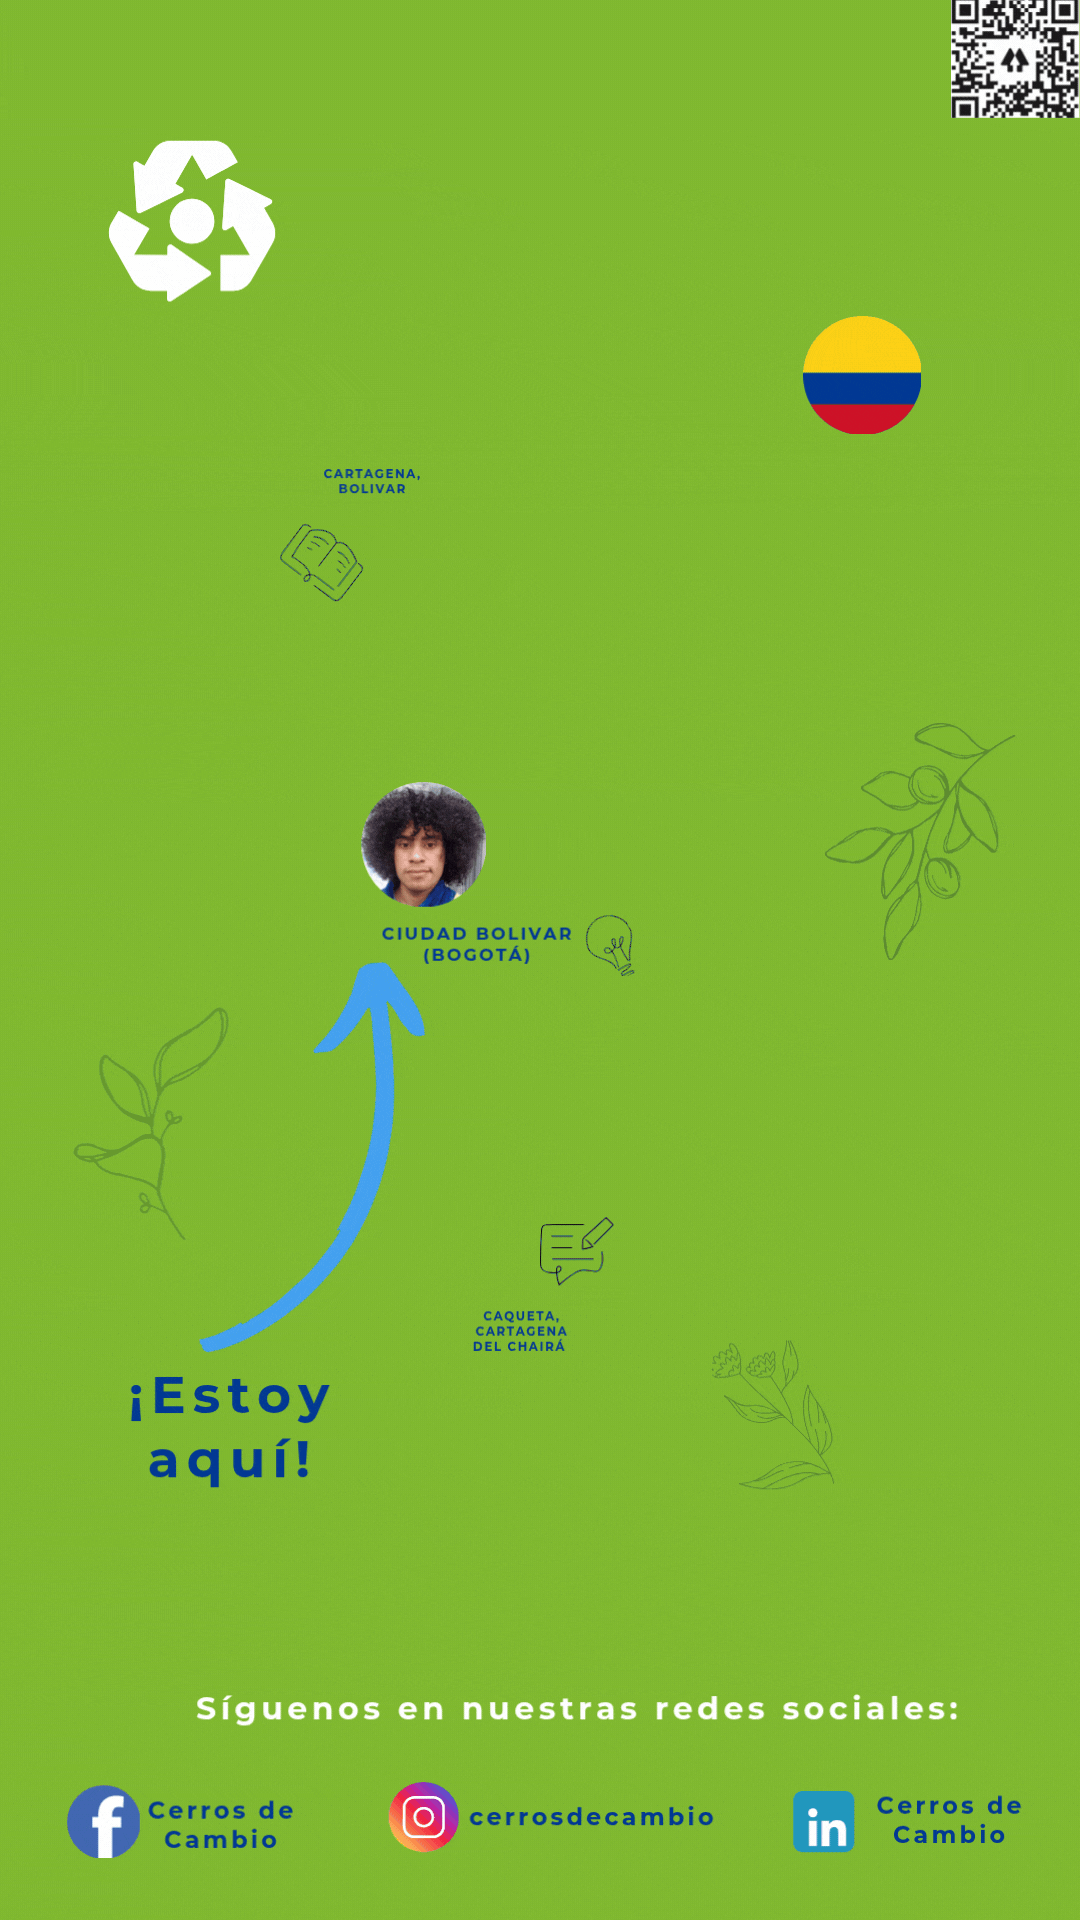 CARTAGENA,
BOLIVAR
CIUDAD BOLIVAR
(BOGOTÁ)
CAQUETA,
CARTAGENA
DEL CHAIRÁ
¡Estoy
aquí!
Síguenos en nuestras redes sociales:
Cerros de
Cambio
cerrosdecambio
in
Cerros de
Cambio